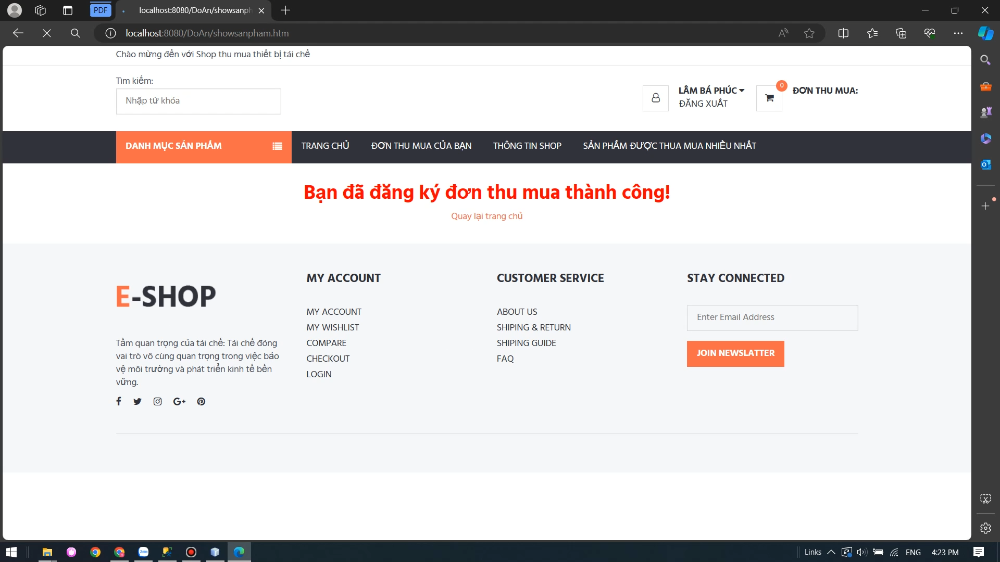 PDF
localhost:8080/DoAn/showsanph
localhost:8080/DoAn/showsanpham.htm
Chào mừng đến với Shop thu mua thiết bị tái chế
Tìm kiếm:
Nhập từ khóa
LÂM BÁ PHÚC
ĐĂNG XUẤT
0
ĐƠN THU MUA:
DANH MỤC SẢN PHẨM
TRANG CHỦ
ĐƠN THU MUA CỦA BẠN
THÔNG TIN SHOP
SẢN PHẨM ĐƯỢC THUA MUA NHIỀU NHẤT
Bạn đã đăng ký đơn thu mua thành công!
Quay lại trang chủ
E-SHOP
Tầm quan trọng của tái chế: Tái chế đóng
vai trò vô cùng quan trọng trong việc bảo
vệ môi trường và phát triển kinh tế bền
vững.
MY ACCOUNT
MY ACCOUNT
MY WISHLIST
COMPARE
CHECKOUT
LOGIN
CUSTOMER SERVICE
ABOUT US
SHIPING & RETURN
SHIPING GUIDE
FAQ
STAY CONNECTED
Enter Email Address
JOIN NEWSLATTER
Zalo
Links
ENG
4:23 PM